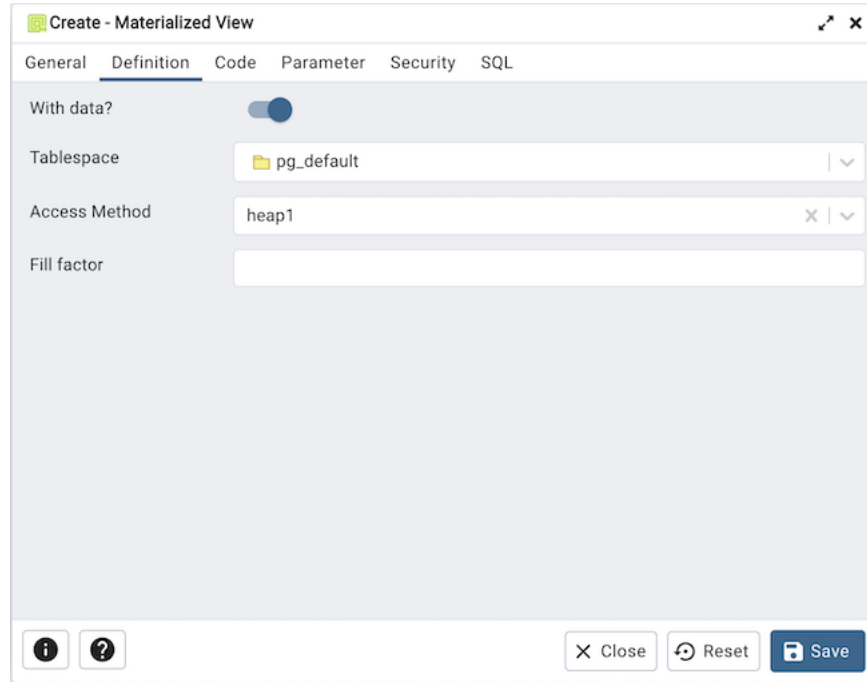 Create - Materialized View
General Definition Code Parameter Security SQL
With data?
Tablespace pg_default
Access Method heap1
Fill factor
Close Reset Save